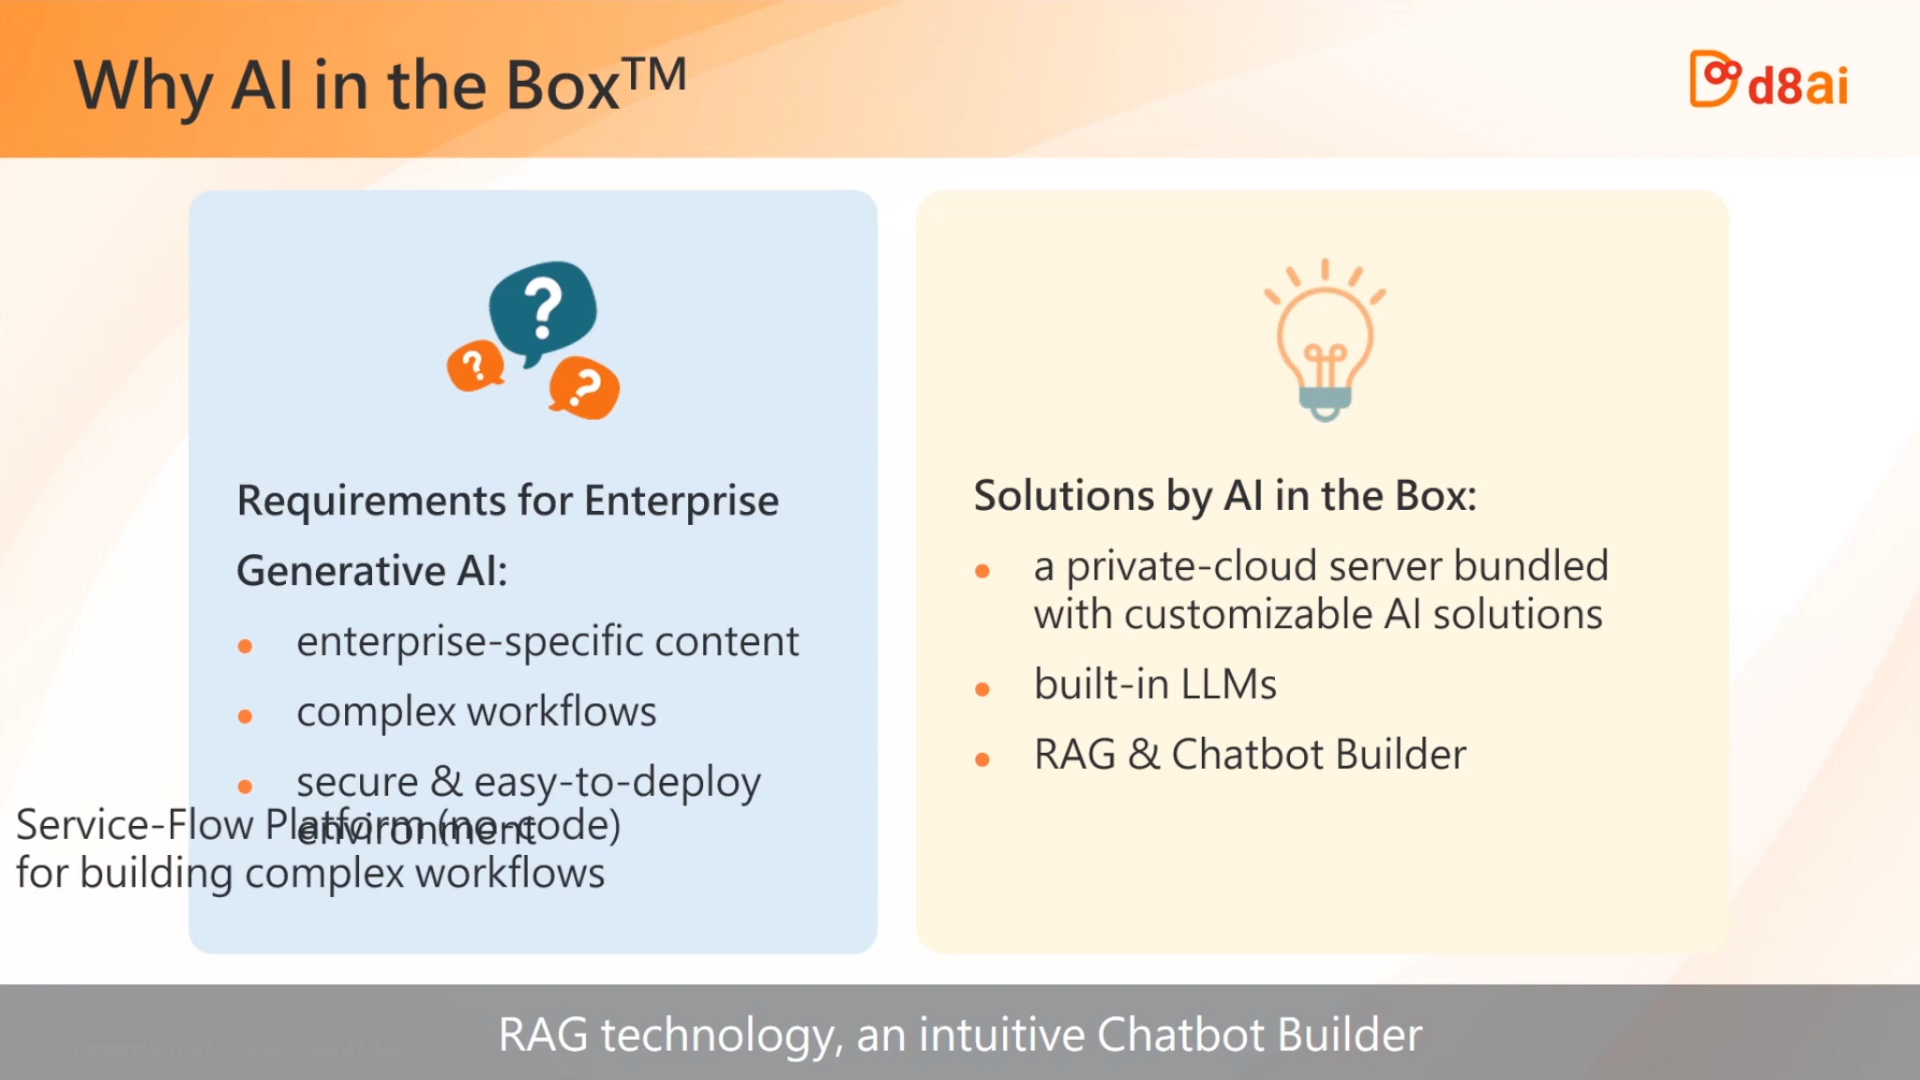 Why AI in the Box™
d8ai
?
?
?
Requirements for Enterprise
Generative AI:
• enterprise-specific content
• complex workflows
• secure & easy-to-deploy
environment
Solutions by AI in the Box:
• a private-cloud server bundled
with customizable AI solutions
• built-in LLMs
• RAG & Chatbot Builder
Service-Flow Platform (no-code)
for building complex workflows
RAG technology, an intuitive Chatbot Builder